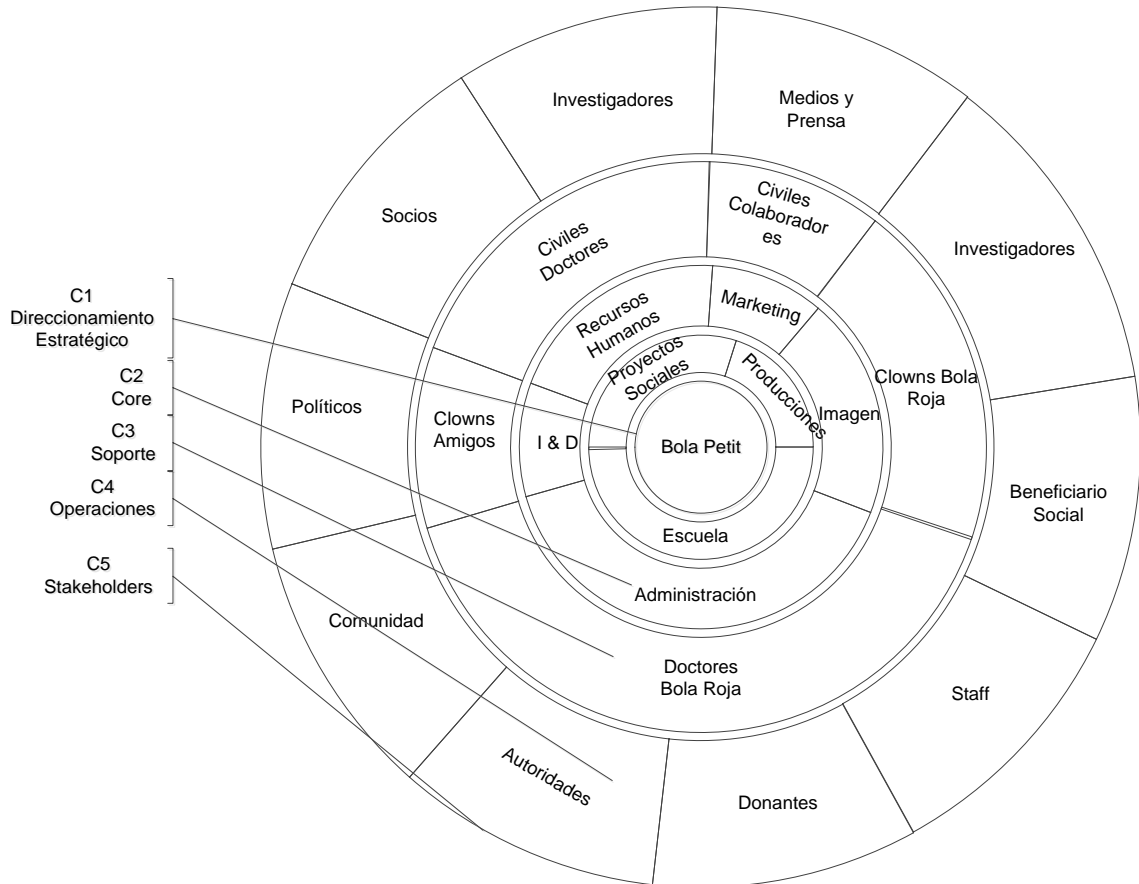 Investigadores
Medios y
Prensa
Civiles
Colaborador
es
Socios
Civiles
Doctores
Investigadores
C1
Direccionamiento
Estratégico
Recursos
Humanos
Marketing
Proyectos
Sociales
Producciones
C2
Core
Políticos
Clowns
Amigos
I & D
Bola Petit
Imagen
Clowns Bola
Roja
C3
Soporte
C4
Operaciones
Escuela
Beneficiario
Social
C5
Stakeholders
Administración
Comunidad
Doctores
Bola Roja
Staff
Autoridades
Donantes